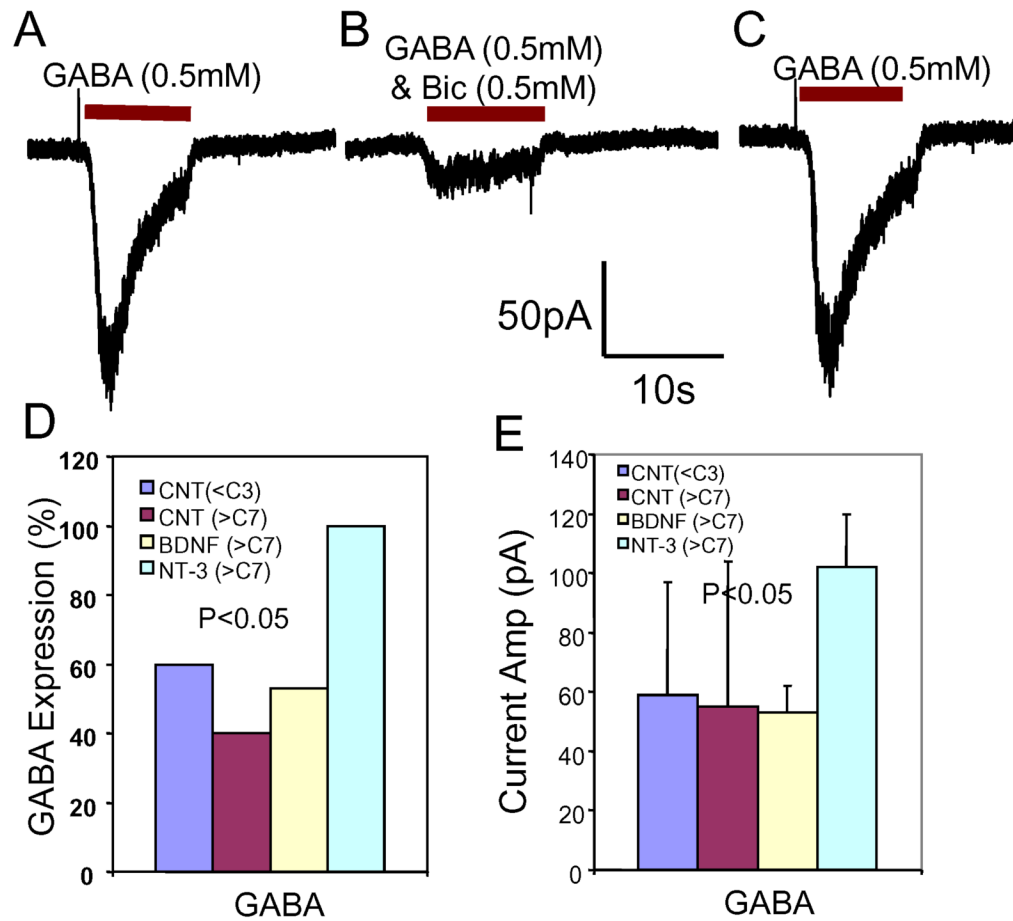 A
GABA (0.5mM)
B
GABA (0.5mM)
& Bic (0.5mM)
C
GABA (0.5mM)
50pA
10s
D
GABA Expression (%)
120
100
80
60
40
20
0
CNT(<C3)
CNT (>C7)
BDNF (>C7)
NT-3 (>C7)
P<0.05
GABA
E
Current Amp (pA)
140
120
100
80
60
40
20
0
CNT(<C3)
CNT (>C7)
BDNF (>C7)
NT-3 (>C7)
P<0.05
GABA